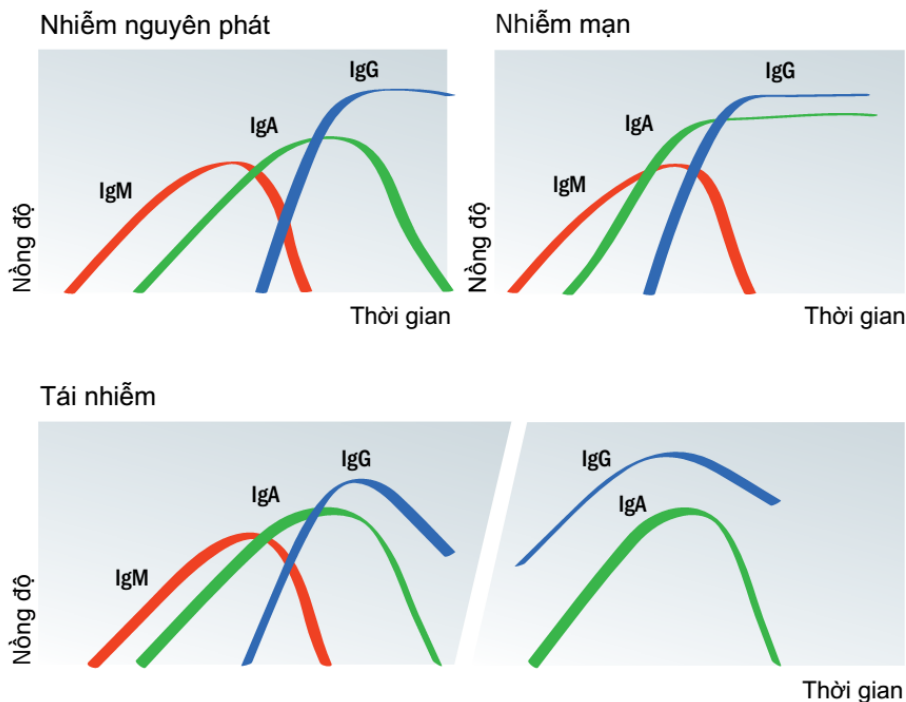 Nhiễm nguyên phát
IgG
IgA
IgM
Nồng độ
Thời gian
Nhiễm mạn
IgG
IgA
IgM
Nồng độ
Thời gian
Tái nhiễm
IgG
IgA
IgM
Nồng độ
IgG
IgA
Thời gian